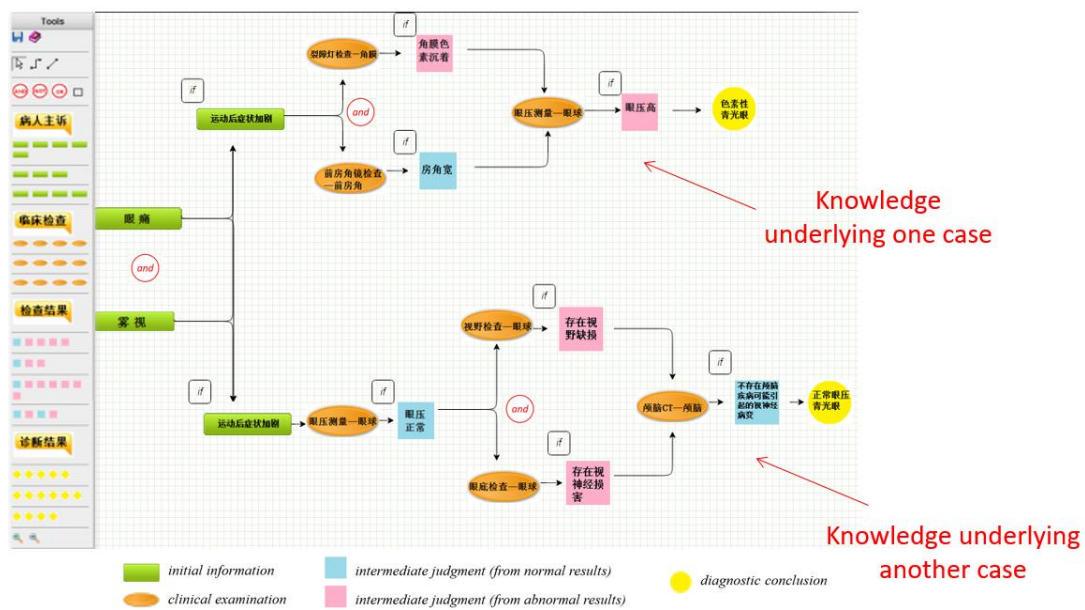 Tools
病人主诉
临床检查
检查结果
诊断结果
眼 痛
and
雾 视
if
运动后症状加剧
裂隙灯检查—角膜
if
角膜色
素沉着
and
前房角镜检查
—前房角
if
房角宽
眼压测量—眼球
if
眼压高
色素性
青光眼
Knowledge
underlying one case
if
运动后症状加剧
眼压测量—眼球
if
眼压
正常
视野检查—眼球
if
存在视
野缺损
and
眼底检查—眼球
if
存在视
神经损
害
颅脑CT—颅脑
if
不存在颅脑
疾病可能引
起的视神经
病变
正常眼压
青光眼
Knowledge underlying
another case
initial information
clinical examination
intermediate judgment (from normal results)
intermediate judgment (from abnormal results)
diagnostic conclusion